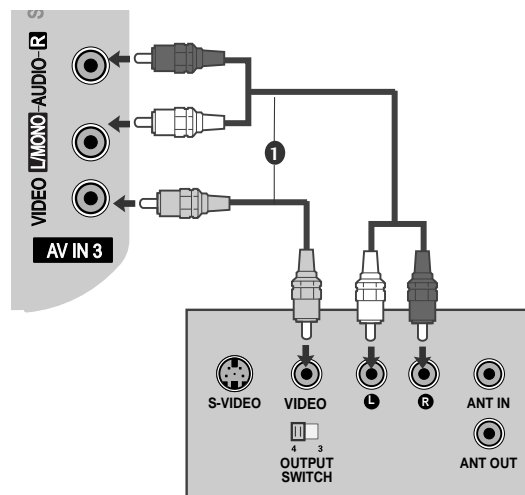 S
VIDEO L/MONO-AUDIO-R
AV IN 3
1
S-VIDEO
VIDEO
L
R
ANT IN
4 3
OUTPUT
SWITCH
ANT OUT